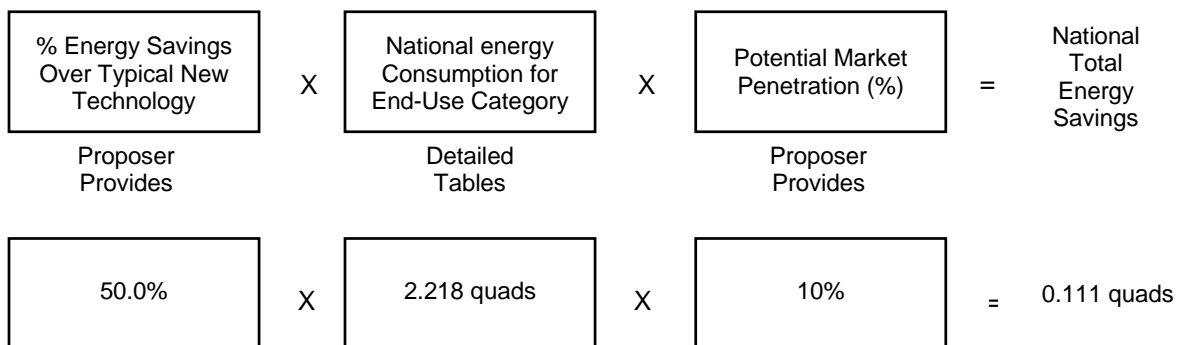 % Energy Savings
Over Typical New
Technology
X
National energy
Consumption for
End-Use Category
X
Potential Market
Penetration (%)
=
National
Total
Energy
Savings
Proposer
Provides
Detailed
Tables
Proposer
Provides
50.0%
X
2.218 quads
X
10%
=
0.111 quads